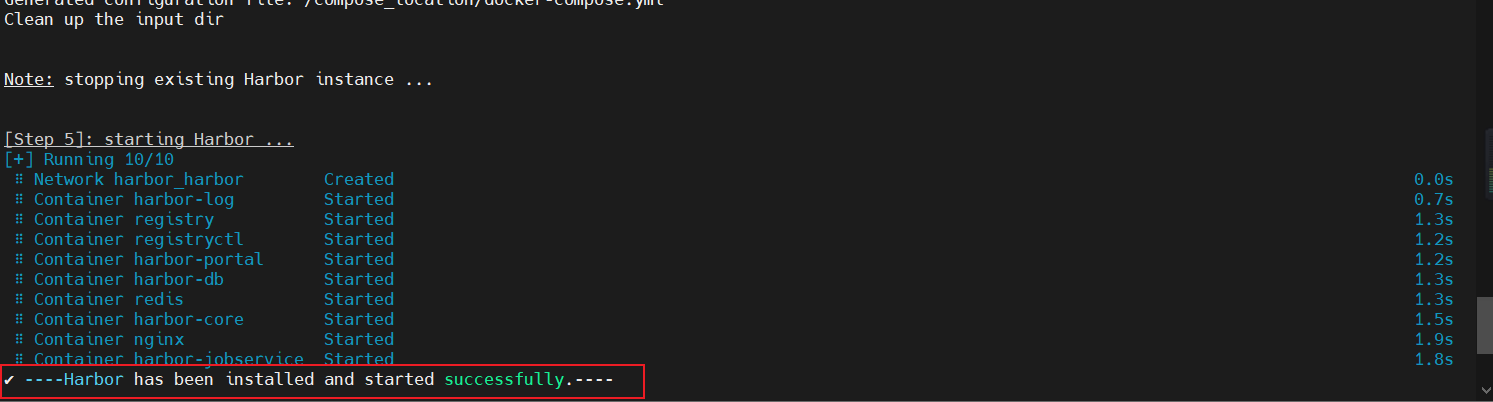 Generated configuration file: /compose_location/docker-compose.yml
Clean up the input dir
Note: stopping existing Harbor instance ...
[Step 5]: starting Harbor ...
[+] Running 10/10
⠿ Network harbor_harbor Created 0.0s
⠿ Container harbor-log Started 0.7s
⠿ Container registry Started 1.3s
⠿ Container registryctl Started 1.2s
⠿ Container harbor-portal Started 1.2s
⠿ Container harbor-db Started 1.3s
⠿ Container redis Started 1.3s
⠿ Container harbor-core Started 1.5s
⠿ Container nginx Started 1.9s
⠿ Container harbor-jobservice Started 1.8s
✔ ----Harbor has been installed and started successfully.----